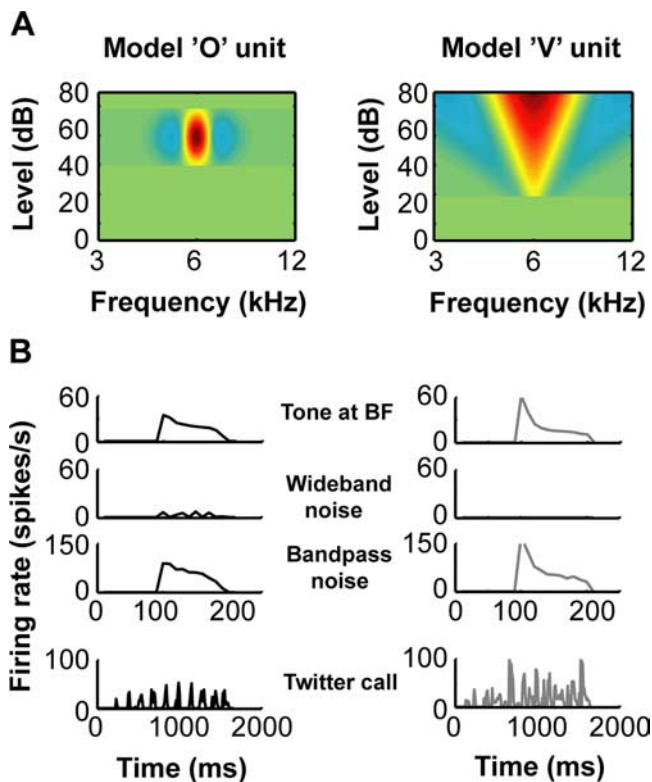 A
Model 'O' unit
Model 'V' unit
Level (dB)
80
60
40
20
0
3 6 12
Frequency (kHz)
Level (dB)
80
60
40
20
0
3 6 12
Frequency (kHz)
B
Firing rate (spikes/s)
60
0
Tone at BF
60
0
60
0
Wideband
noise
60
0
150
0
Bandpass
noise
150
0
0 100 200
0 100 200
100
0
Twitter call
100
0
0 1000 2000
0 1000 2000
Time (ms)
Time (ms)